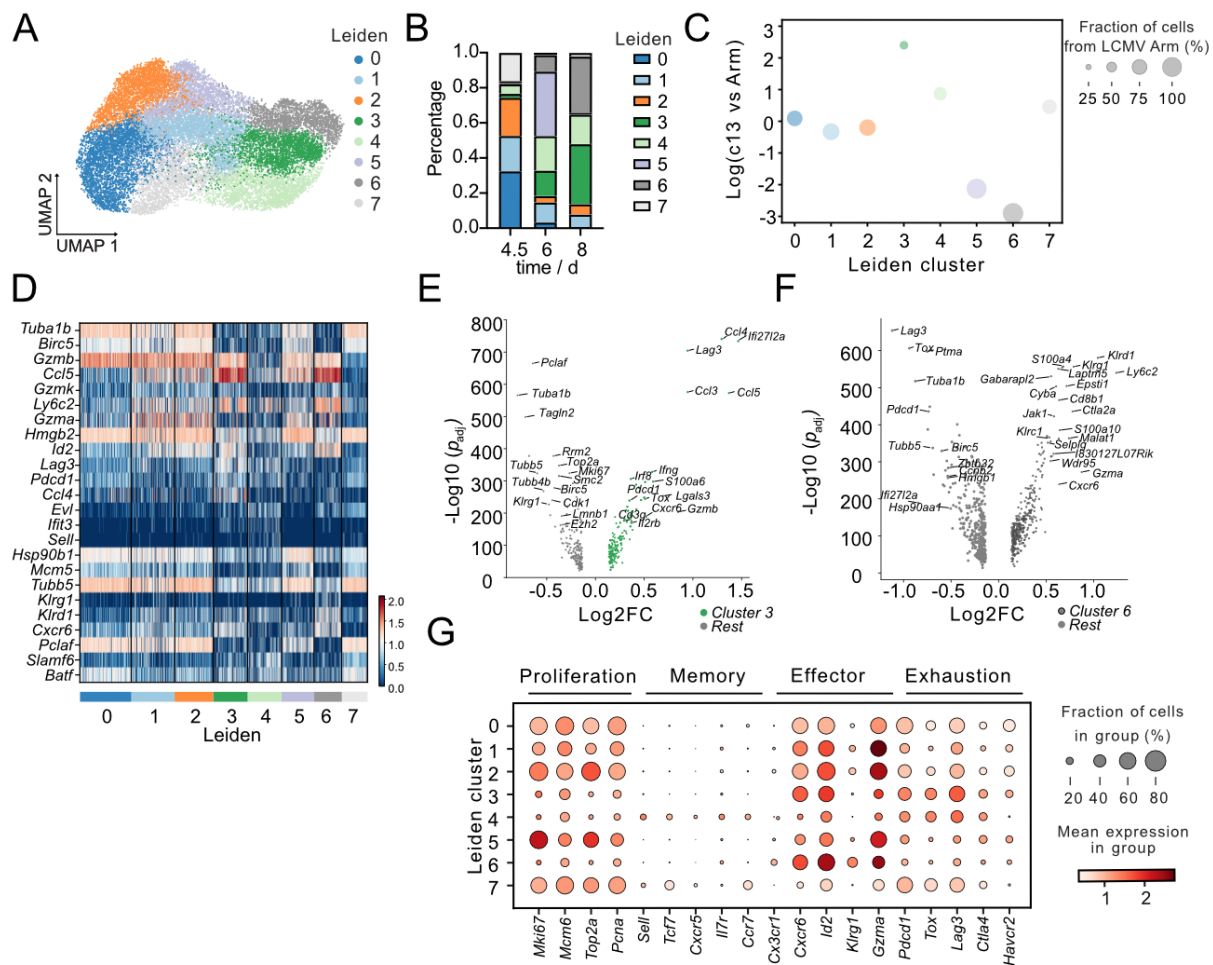 A
Leiden
0
1
2
3
4
5
6
7
UMAP 2
UMAP 1
B
Percentage
1.0
0.8
0.6
0.4
0.2
0.0
4.5 6 8
time / d
Leiden
0
1
2
3
4
5
6
7
C
Log(c13 vs Arm)
3
2
1
0
-1
-2
-3
0 1 2 3 4 5 6 7
Leiden cluster
Fraction of cells
from LCMV Arm (%)
25 50 75 100
D
Tuba1b
Birc5
Gzmb
Ccl5
Gzmk
Ly6c2
Gzma
Hmgb2
Id2
Lag3
Pdcd1
Ccl4
Evl
Ifit3
Sell
Hsp90b1
Mcm5
Tubb5
Klrg1
Klrd1
Cxcr6
Pclaf
Slamf6
Batf
0 1 2 3 4 5 6 7
Leiden
2.0
1.5
1.0
0.5
0.0
E
-Log10 (padj)
800
700
600
500
400
300
200
100
0
Ccl4
Ifi27l2a
Lag3
Pclaf
Ccl3
Ccl5
Tuba1b
Tagln2
Rrm2
Tubb5
Top2a
Mki67
Ifng
Irf8
Smc2
S100a6
Tubb4b
Birc5
Pdcd1
Tox
Lgals3
Klrg1
Cdk1
Cxcr6
Gzmb
Lmnb1
Cd3g
Ezh2
Il2rb
-0.5 0.0 0.5 1.0 1.5
Log2FC
Cluster 3
Rest
F
-Log10 (padj)
600
500
400
300
200
100
0
Lag3
Tox
Ptma
Klrd1
S100a4
Klrg1
Laptm5
Ly6c2
Gabarapl2
Tuba1b
Epsti1
Cyba
Cd8b1
Pdcd1
Ctla2a
Jak1
Klrc1
S100a10
Malat1
Tubb5
Birc5
Selplg
I830127L07Rik
Zbtb32
Wdr95
Ccnb2
Hmgb1
Gzma
Cxcr6
Ifi27l2a
Hsp90aa1
-1.0 -0.5 0.0 0.5 1.0
Log2FC
Cluster 6
Rest
G
Proliferation Memory Effector Exhaustion
Leiden cluster
0
1
2
3
4
5
6
7
Mki67 Mcm6 Top2a Pcna Sell Tcf7 Cxcr5 Il7r Ccr7 Cx3cr1 Cxcr6 Id2 Klrg1 Gzma Pdcd1 Tox Lag3 Ctla4 Havcr2
Fraction of cells
in group (%)
20 40 60 80
Mean expression
in group
1 2